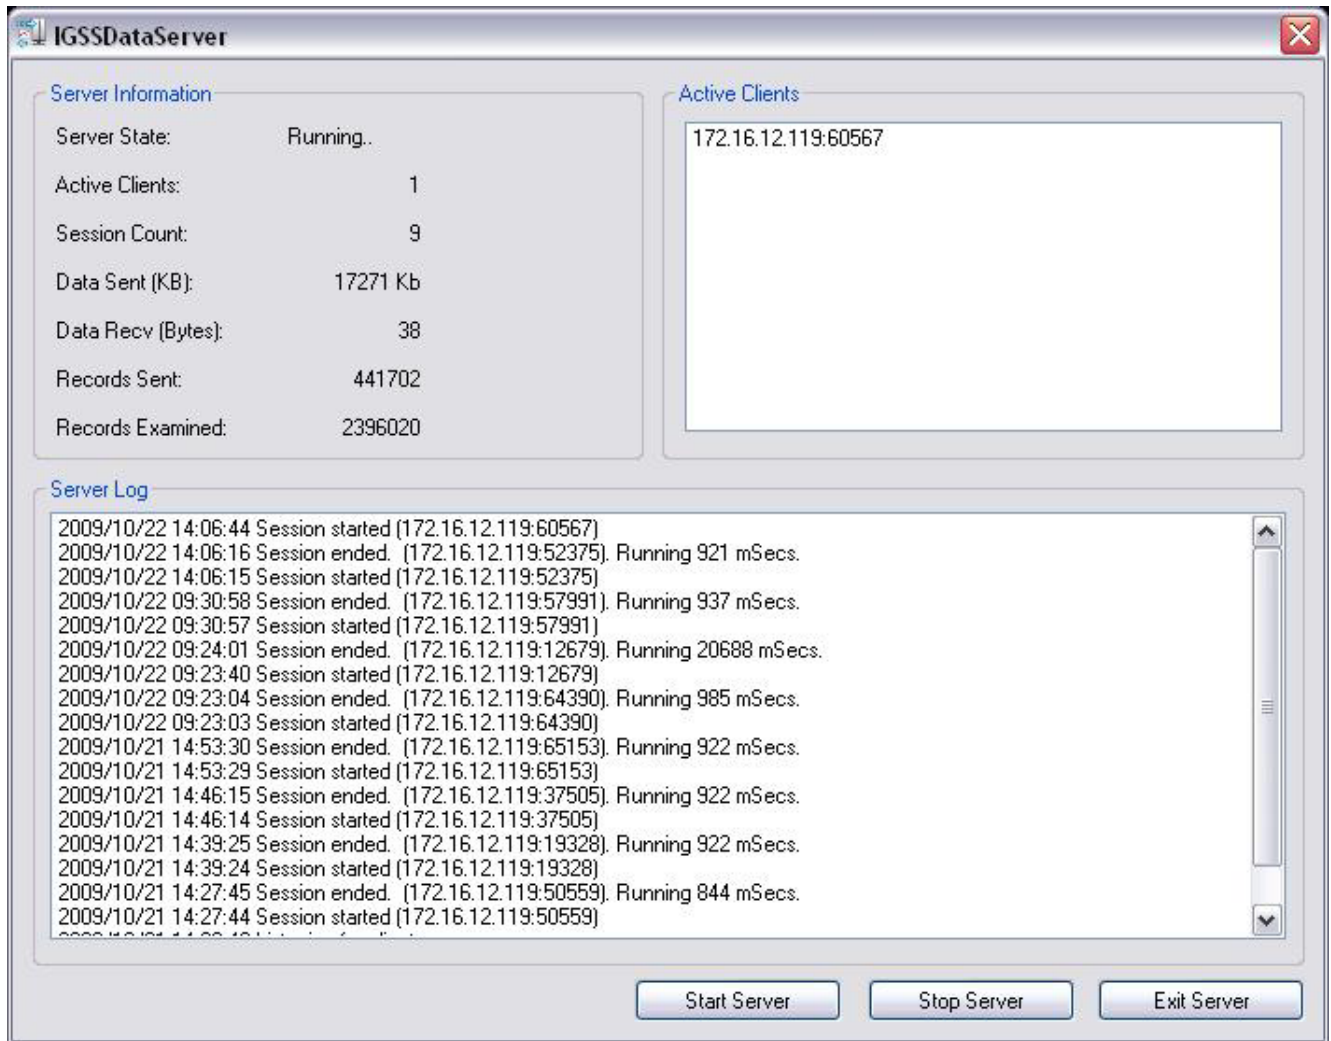 IGSSDataServer
Server Information
Server State: Running..
Active Clients: 1
Session Count: 9
Data Sent (KB): 17271 Kb
Data Recv (Bytes): 38
Records Sent: 441702
Records Examined: 2396020
Active Clients
172.16.12.119:60567
Server Log
2009/10/22 14:06:44 Session started (172.16.12.119:60567)
2009/10/22 14:06:16 Session ended.  (172.16.12.119:52375). Running 921 mSecs.
2009/10/22 14:06:15 Session started (172.16.12.119:52375)
2009/10/22 09:30:58 Session ended.  (172.16.12.119:57991). Running 937 mSecs.
2009/10/22 09:30:57 Session started (172.16.12.119:57991)
2009/10/22 09:24:01 Session ended.  (172.16.12.119:12679). Running 20688 mSecs.
2009/10/22 09:23:40 Session started (172.16.12.119:12679)
2009/10/22 09:23:04 Session ended.  (172.16.12.119:64390). Running 985 mSecs.
2009/10/22 09:23:03 Session started (172.16.12.119:64390)
2009/10/21 14:53:30 Session ended.  (172.16.12.119:65153). Running 922 mSecs.
2009/10/21 14:53:29 Session started (172.16.12.119:65153)
2009/10/21 14:46:15 Session ended.  (172.16.12.119:37505). Running 922 mSecs.
2009/10/21 14:46:14 Session started (172.16.12.119:37505)
2009/10/21 14:39:25 Session ended.  (172.16.12.119:19328). Running 922 mSecs.
2009/10/21 14:39:24 Session started (172.16.12.119:19328)
2009/10/21 14:27:45 Session ended.  (172.16.12.119:50559). Running 844 mSecs.
2009/10/21 14:27:44 Session started (172.16.12.119:50559)
Start Server
Stop Server
Exit Server